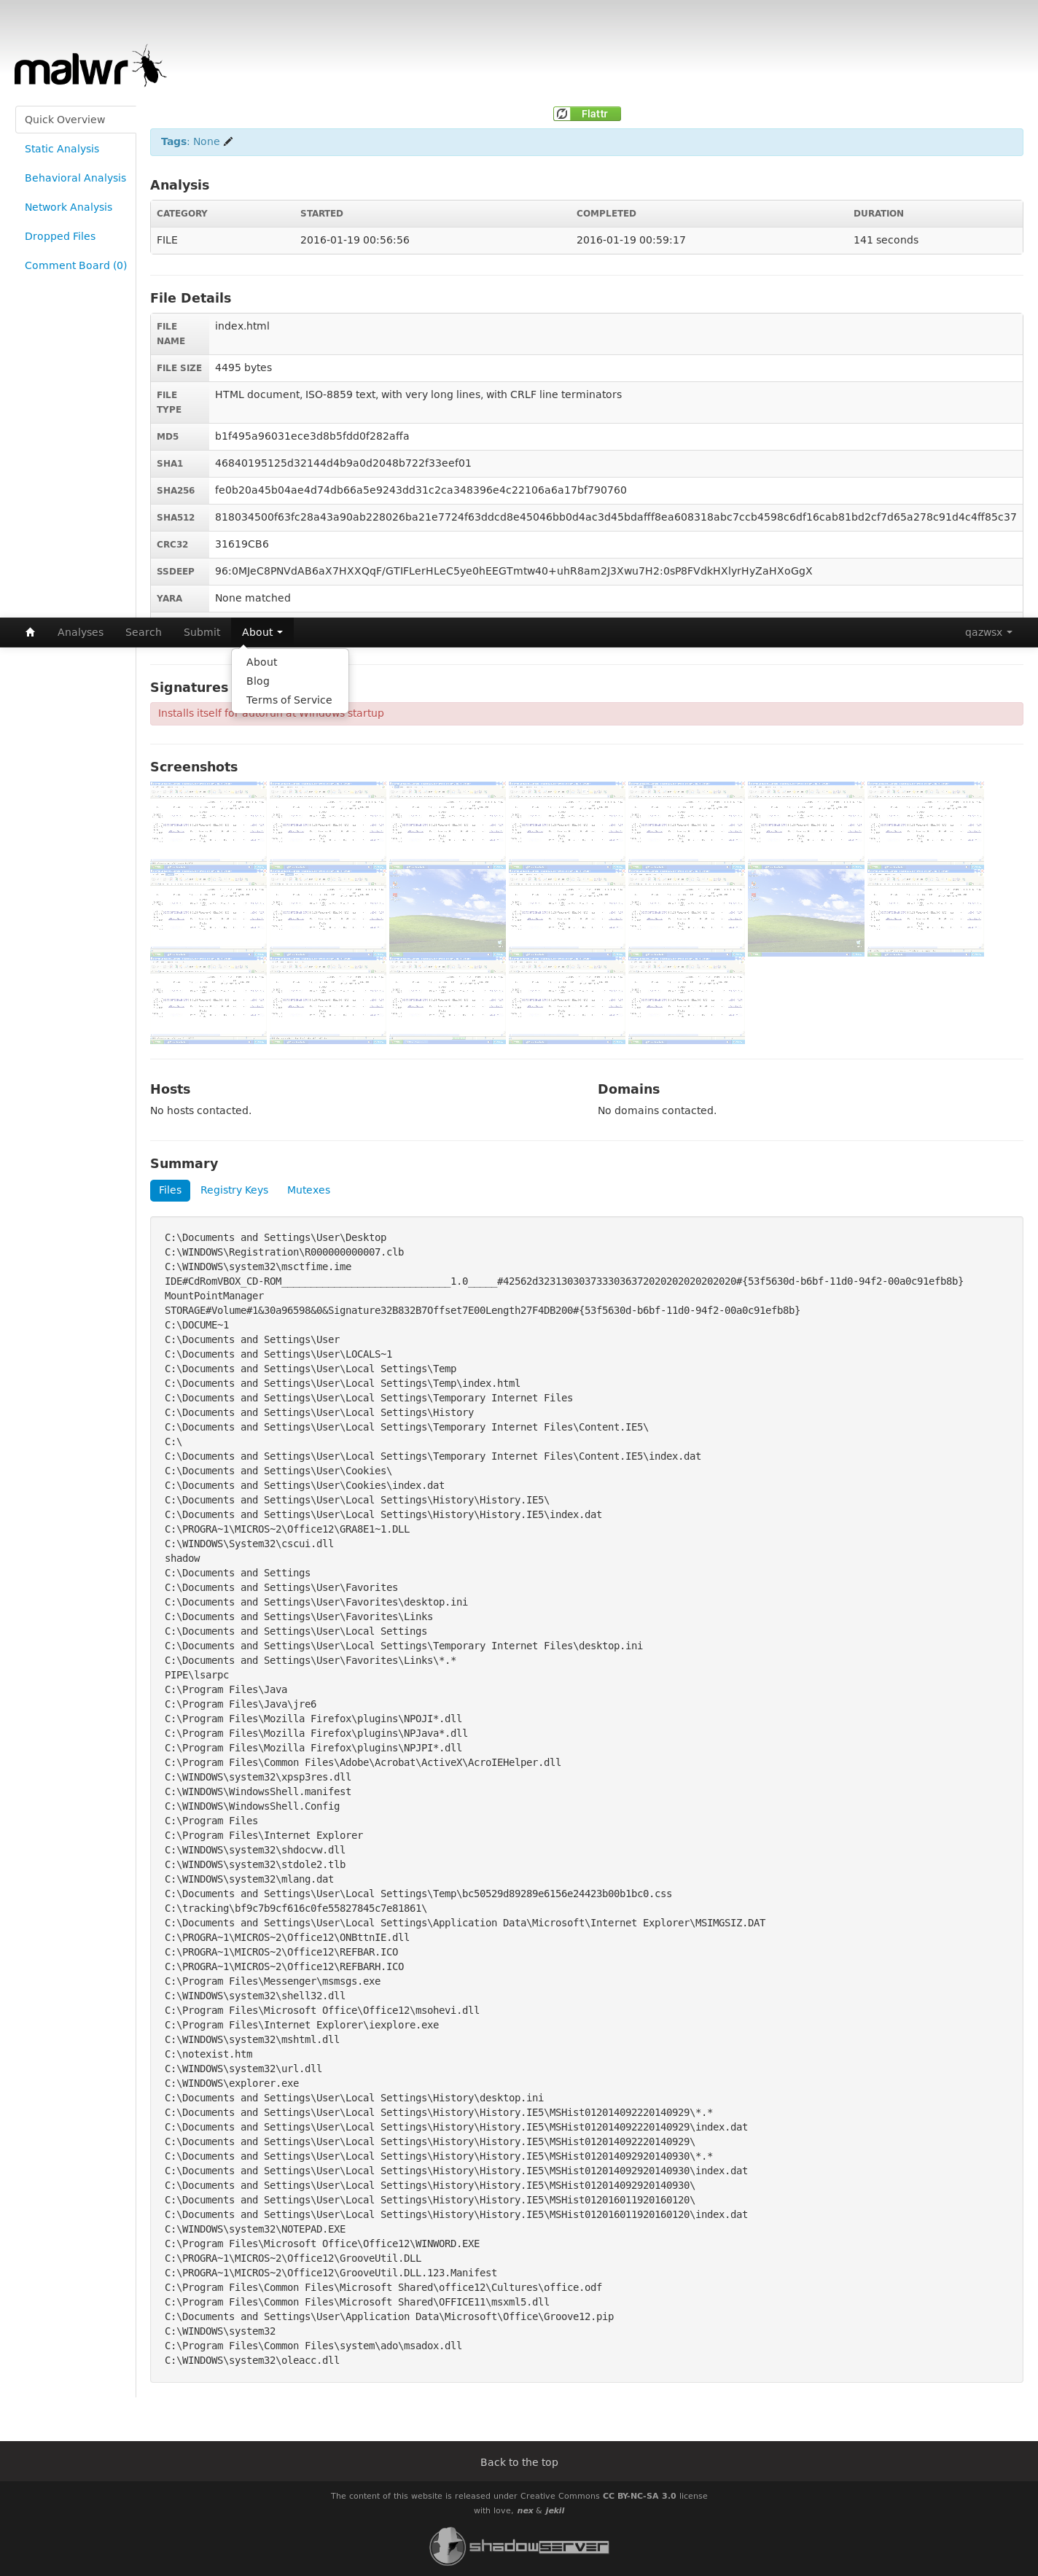 malwr
Quick Overview
Static Analysis
Behavioral Analysis
Network Analysis
Dropped Files
Comment Board (0)
Flattr
Tags: None
Analysis
CATEGORY STARTED COMPLETED DURATION
FILE 2016-01-19 00:56:56 2016-01-19 00:59:17 141 seconds
File Details
FILE NAME index.html
FILE SIZE 4495 bytes
FILE TYPE HTML document, ISO-8859 text, with very long lines, with CRLF line terminators
MD5 b1f495a96031ece3d8b5fdd0f282affa
SHA1 46840195125d32144d4b9a0d2048b722f33eef01
SHA256 fe0b20a45b04ae4d74db66a5e9243dd31c2ca348396e4c22106a6a17bf790760
SHA512 818034500f63fc28a43a90ab228026ba21e7724f63ddcd8e45046bb0d4ac3d45bdafff8ea608318abc7ccb4598c6df16cab81bd2cf7d65a278c91d4c4ff85c37
CRC32 31619CB6
SSDEEP 96:0MJeC8PNVdAB6aX7HXXQqF/GTIFLerHLeC5ye0hEEGTmtw40+uhR8am2J3Xwu7H2:0sP8FVdkHXlyrHyZaHXoGgX
YARA None matched
Analyses Search Submit About qazwsx
About
Blog
Terms of Service
Signatures
Installs itself for autorun at Windows startup
Screenshots
Hosts
No hosts contacted.
Domains
No domains contacted.
Summary
Files Registry Keys Mutexes
C:\Documents and Settings\User\Desktop
C:\WINDOWS\Registration\R000000000007.clb
C:\WINDOWS\system32\msctfime.ime
IDE#CdRomVBOX_CD-ROM_____________________________1.0_____#42562d3231303037333036372020202020202020#{53f5630d-b6bf-11d0-94f2-00a0c91efb8b}
MountPointManager
STORAGE#Volume#1&30a96598&0&Signature32B832B7Offset7E00Length27F4DB200#{53f5630d-b6bf-11d0-94f2-00a0c91efb8b}
C:\DOCUME~1
C:\Documents and Settings\User
C:\Documents and Settings\User\LOCALS~1
C:\Documents and Settings\User\Local Settings\Temp
C:\Documents and Settings\User\Local Settings\Temp\index.html
C:\Documents and Settings\User\Local Settings\Temporary Internet Files
C:\Documents and Settings\User\Local Settings\History
C:\Documents and Settings\User\Local Settings\Temporary Internet Files\Content.IE5\
C:\
C:\Documents and Settings\User\Local Settings\Temporary Internet Files\Content.IE5\index.dat
C:\Documents and Settings\User\Cookies\
C:\Documents and Settings\User\Cookies\index.dat
C:\Documents and Settings\User\Local Settings\History\History.IE5\
C:\Documents and Settings\User\Local Settings\History\History.IE5\index.dat
C:\PROGRA~1\MICROS~2\Office12\GRA8E1~1.DLL
C:\WINDOWS\System32\cscui.dll
shadow
C:\Documents and Settings
C:\Documents and Settings\User\Favorites
C:\Documents and Settings\User\Favorites\desktop.ini
C:\Documents and Settings\User\Favorites\Links
C:\Documents and Settings\User\Local Settings
C:\Documents and Settings\User\Local Settings\Temporary Internet Files\desktop.ini
C:\Documents and Settings\User\Favorites\Links\*.*
PIPE\lsarpc
C:\Program Files\Java
C:\Program Files\Java\jre6
C:\Program Files\Mozilla Firefox\plugins\NPOJI*.dll
C:\Program Files\Mozilla Firefox\plugins\NPJava*.dll
C:\Program Files\Mozilla Firefox\plugins\NPJPI*.dll
C:\Program Files\Common Files\Adobe\Acrobat\ActiveX\AcroIEHelper.dll
C:\WINDOWS\system32\xpsp3res.dll
C:\WINDOWS\WindowsShell.manifest
C:\WINDOWS\WindowsShell.Config
C:\Program Files
C:\Program Files\Internet Explorer
C:\WINDOWS\system32\shdocvw.dll
C:\WINDOWS\system32\stdole2.tlb
C:\WINDOWS\system32\mlang.dat
C:\Documents and Settings\User\Local Settings\Temp\bc50529d89289e6156e24423b00b1bc0.css
C:\tracking\bf9c7b9cf616c0fe55827845c7e81861\
C:\Documents and Settings\User\Local Settings\Application Data\Microsoft\Internet Explorer\MSIMGSIZ.DAT
C:\PROGRA~1\MICROS~2\Office12\ONBttnIE.dll
C:\PROGRA~1\MICROS~2\Office12\REFBAR.ICO
C:\PROGRA~1\MICROS~2\Office12\REFBARH.ICO
C:\Program Files\Messenger\msmsgs.exe
C:\WINDOWS\system32\shell32.dll
C:\Program Files\Microsoft Office\Office12\msohevi.dll
C:\Program Files\Internet Explorer\iexplore.exe
C:\WINDOWS\system32\mshtml.dll
C:\notexist.htm
C:\WINDOWS\system32\url.dll
C:\WINDOWS\explorer.exe
C:\Documents and Settings\User\Local Settings\History\desktop.ini
C:\Documents and Settings\User\Local Settings\History\History.IE5\MSHist012014092220140929\*.*
C:\Documents and Settings\User\Local Settings\History\History.IE5\MSHist012014092220140929\index.dat
C:\Documents and Settings\User\Local Settings\History\History.IE5\MSHist012014092220140929\
C:\Documents and Settings\User\Local Settings\History\History.IE5\MSHist012014092920140930\*.*
C:\Documents and Settings\User\Local Settings\History\History.IE5\MSHist012014092920140930\index.dat
C:\Documents and Settings\User\Local Settings\History\History.IE5\MSHist012014092920140930\
C:\Documents and Settings\User\Local Settings\History\History.IE5\MSHist012016011920160120\
C:\Documents and Settings\User\Local Settings\History\History.IE5\MSHist012016011920160120\index.dat
C:\WINDOWS\system32\NOTEPAD.EXE
C:\Program Files\Microsoft Office\Office12\WINWORD.EXE
C:\PROGRA~1\MICROS~2\Office12\GrooveUtil.DLL
C:\PROGRA~1\MICROS~2\Office12\GrooveUtil.DLL.123.Manifest
C:\Program Files\Common Files\Microsoft Shared\office12\Cultures\office.odf
C:\Program Files\Common Files\Microsoft Shared\OFFICE11\msxml5.dll
C:\Documents and Settings\User\Application Data\Microsoft\Office\Groove12.pip
C:\WINDOWS\system32
C:\Program Files\Common Files\system\ado\msadox.dll
C:\WINDOWS\system32\oleacc.dll
Back to the top
The content of this website is released under Creative Commons CC BY-NC-SA 3.0 license
with love, nex & jekil
shadowserver